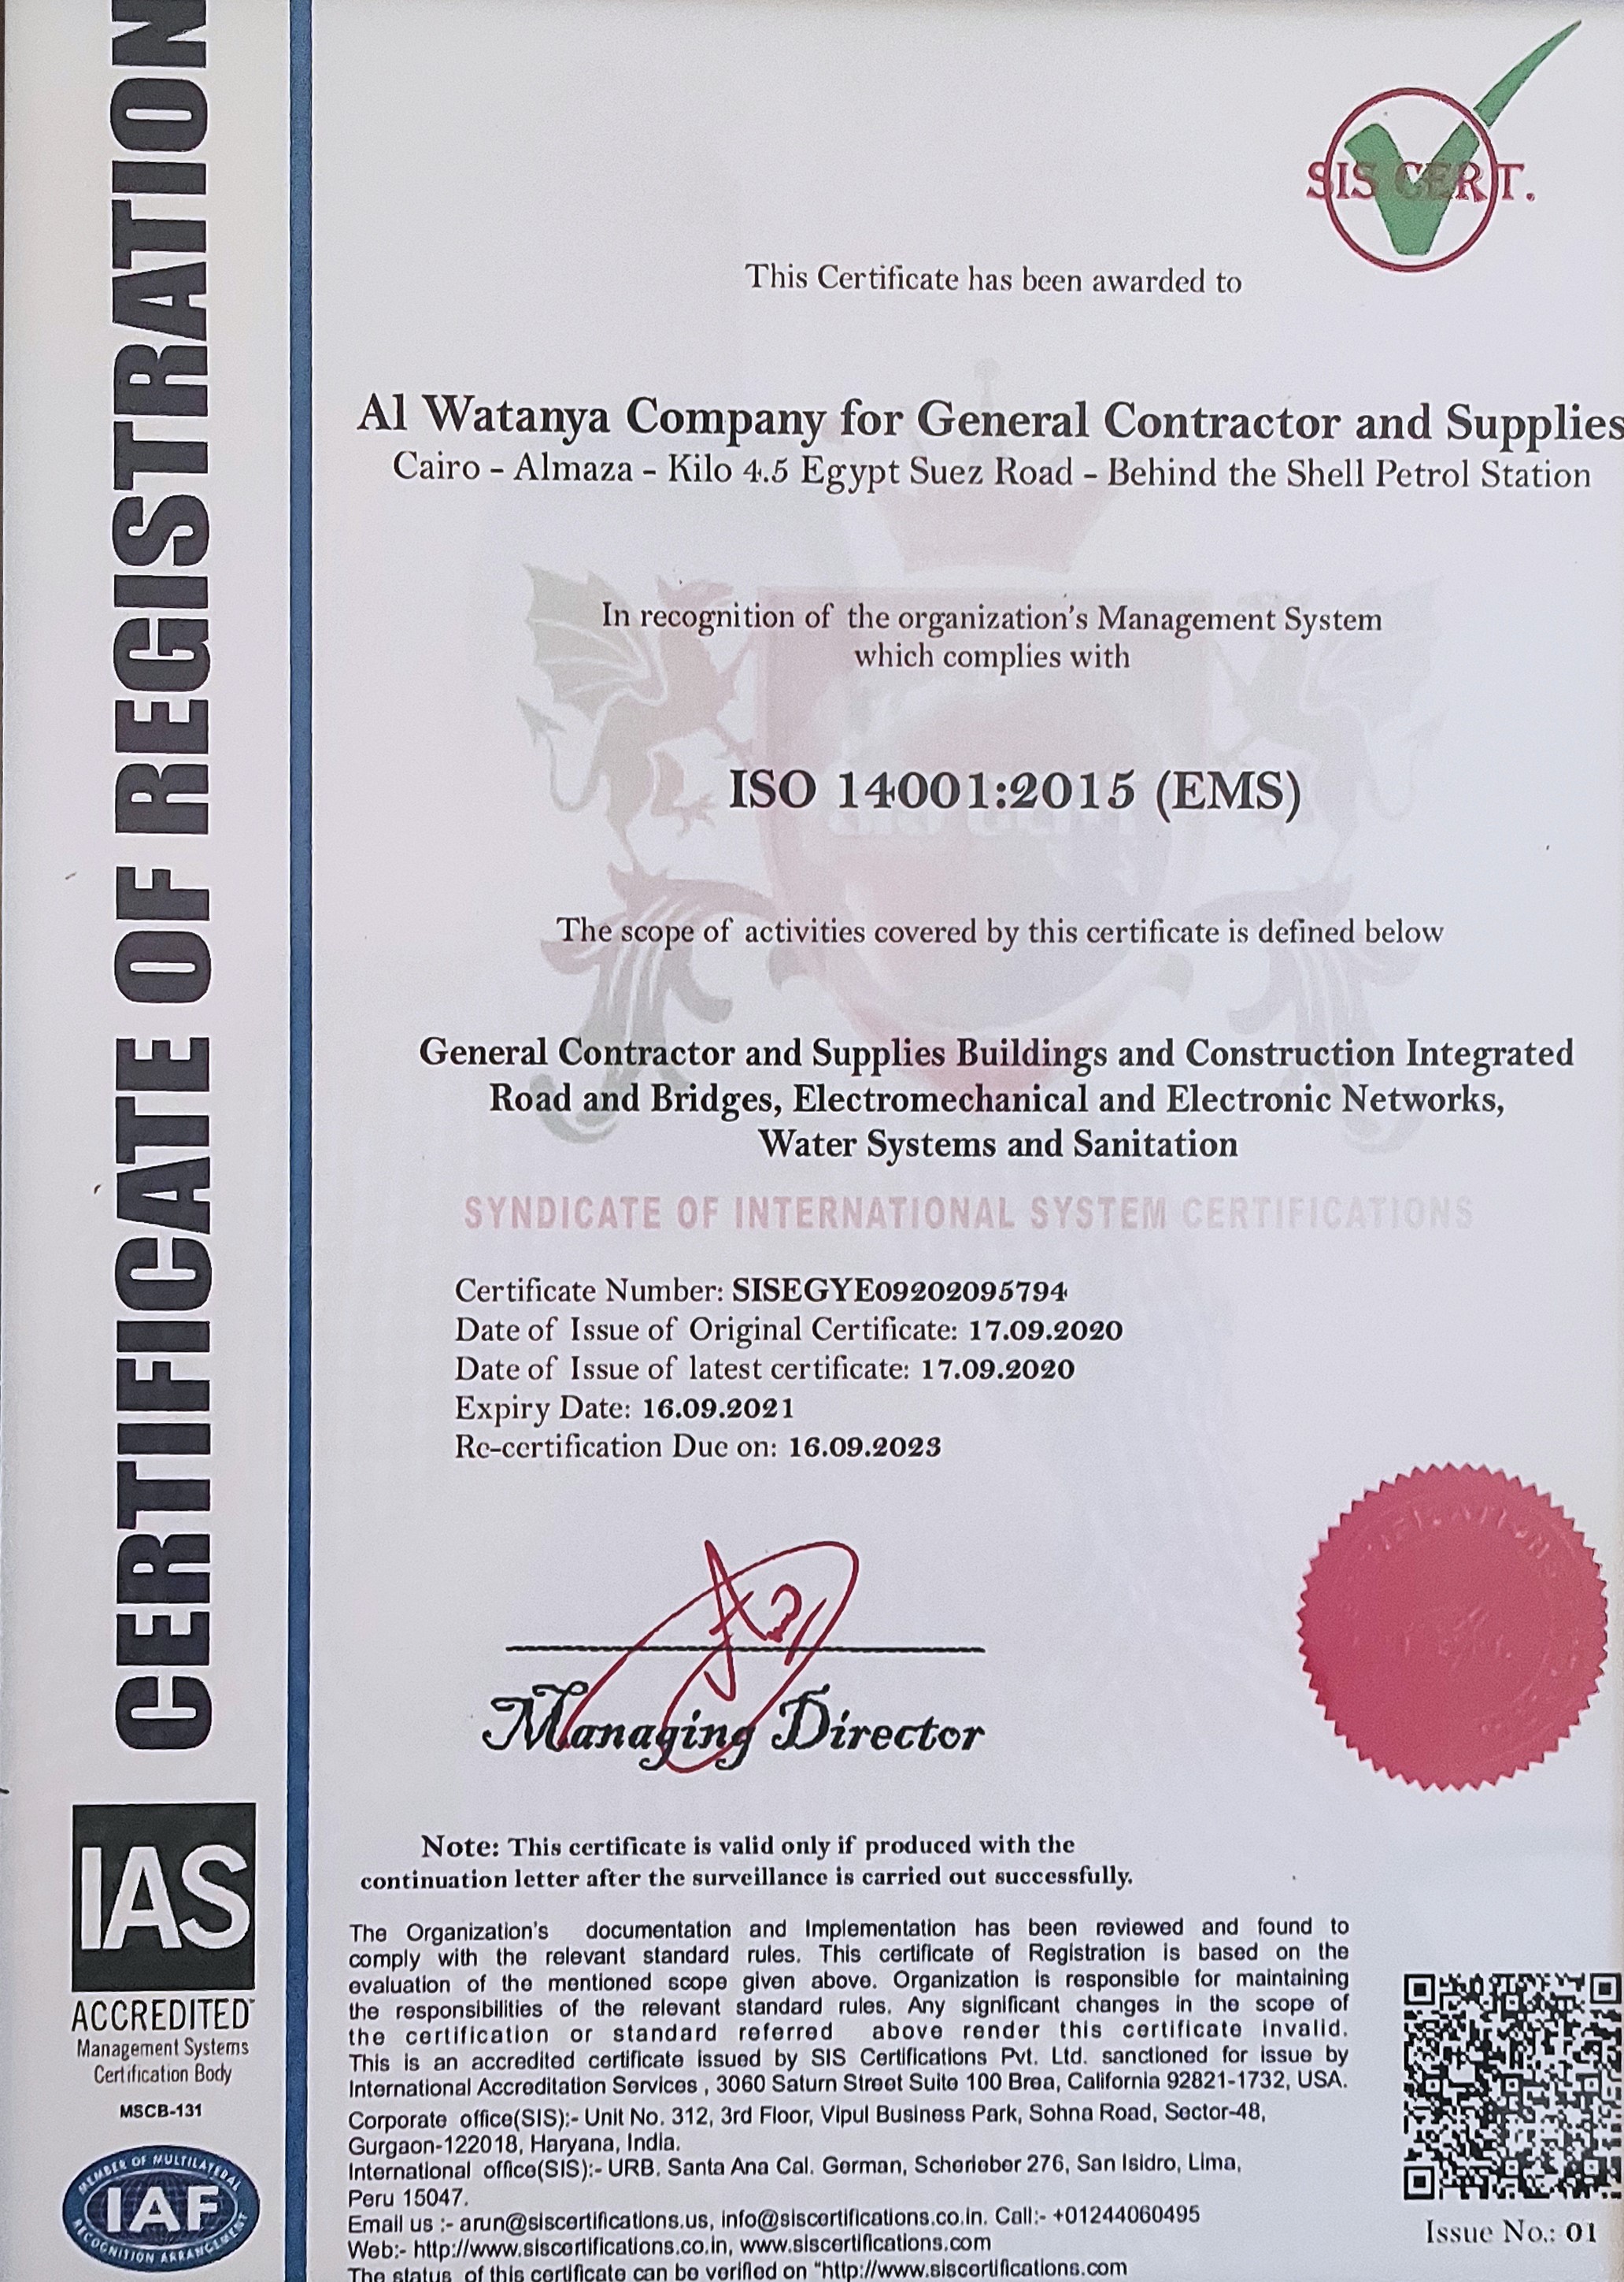 CERTIFICATE OF REGISTRATION
SIS CERT.
This Certificate has been awarded to
Al Watanya Company for General Contractor and Supplies
Cairo - Almaza - Kilo 4.5 Egypt Suez Road - Behind the Shell Petrol Station
In recognition of the organization's Management System
which complies with
ISO 14001:2015 (EMS)
The scope of activities covered by this certificate is defined below
General Contractor and Supplies Buildings and Construction Integrated
Road and Bridges, Electromechanical and Electronic Networks,
Water Systems and Sanitation
SYNDICATE OF INTERNATIONAL SYSTEM CERTIFICATIONS
Certificate Number: SISEGYE09202095794
Date of Issue of Original Certificate: 17.09.2020
Date of Issue of latest certificate: 17.09.2020
Expiry Date: 16.09.2021
Re-certification Due on: 16.09.2023
Managing Director
Note: This certificate is valid only if produced with the
continuation letter after the surveillance is carried out successfully.
The Organization's documentation and Implementation has been reviewed and found to
comply with the relevant standard rules. This certificate of Registration is based on the
evaluation of the mentioned scope given above. Organization is responsible for maintaining
the responsibilities of the relevant standard rules. Any significant changes in the scope of
the certification or standard referred above render this certificate invalid.
This is an accredited certificate issued by SIS Certifications Pvt. Ltd. sanctioned for issue by
International Accreditation Services , 3060 Saturn Street Suite 100 Brea, California 92821-1732, USA.
Corporate office(SIS):- Unit No. 312, 3rd Floor, Vipul Business Park, Sohna Road, Sector-48,
Gurgaon-122018, Haryana, India.
International office(SIS):- URB. Santa Ana Cal. German, Scherieber 276, San Isidro, Lima,
Peru 15047.
Email us :- arun@siscertifications.us, info@siscertifications.co.in. Call:- +01244060495
Web:- http://www.siscertifications.co.in, www.siscertifications.com
The status of this certificate can be verified on "http://www.siscertifications.com
Issue No.: 01
IAS
ACCREDITED™
Management Systems
Certification Body
MSCB-131
MEMBER OF MULTILATERAL
IAF
RECOGNITION ARRANGEMENT